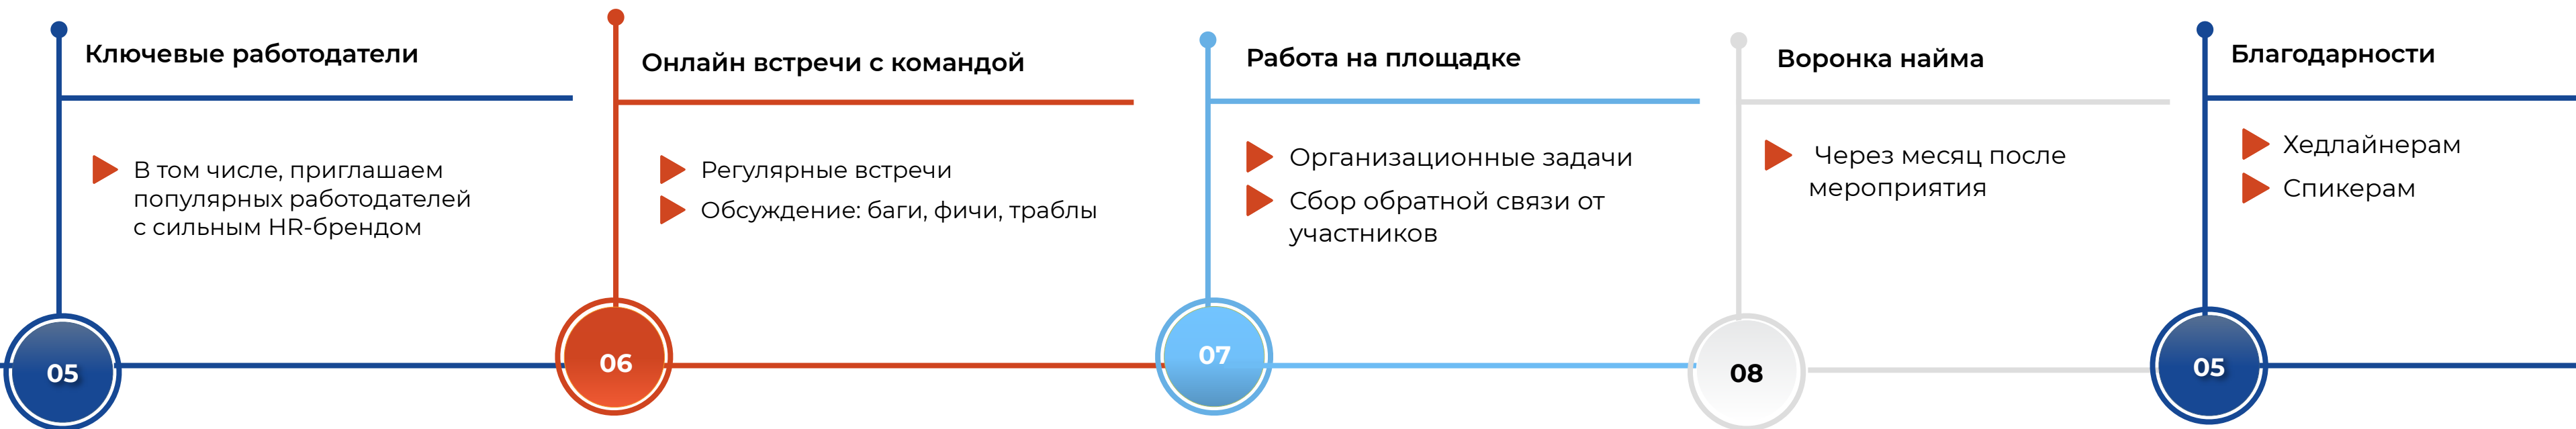 Ключевые работодатели
В том числе, приглашаем
популярных работодателей
с сильным HR-брендом
05
Онлайн встречи с командой
Регулярные встречи
Обсуждение: баги, фичи, траблы
06
Работа на площадке
Организационные задачи
Сбор обратной связи от
участников
07
Воронка найма
Через месяц после
мероприятия
08
Благодарности
Хедлайнерам
Спикерам
05